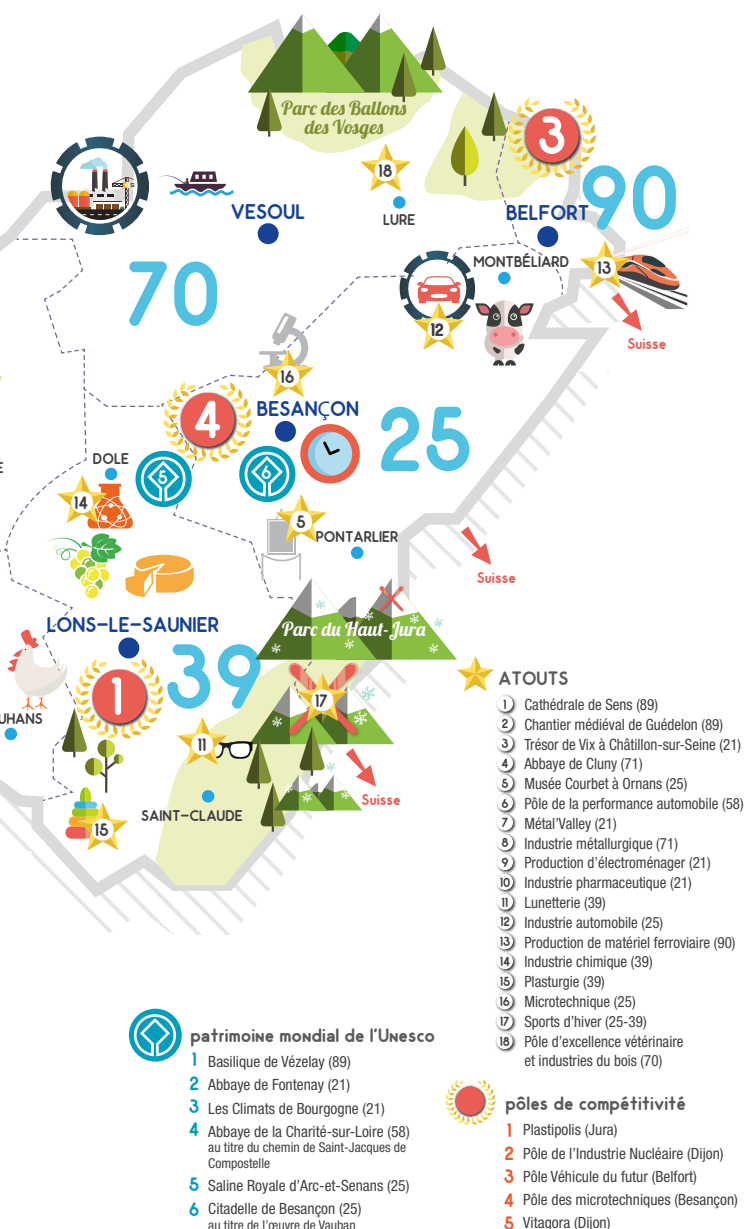 Parc des Ballons
des Vosges
3
18
90
VESOUL
LURE
BELFORT
70
MONTBÉLIARD
13
12
Suisse
16
4
BESANÇON
25
DOLE
5
6
14
5
PONTARLIER
Suisse
LONS-LE-SAUNIER
Parc du Haut-Jura
39
1
17
UHANS
11
Suisse
SAINT-CLAUDE
15
ATOUTS
1 Cathédrale de Sens (89)
2 Chantier médiéval de Guédelon (89)
3 Trésor de Vix à Châtillon-sur-Seine (21)
4 Abbaye de Cluny (71)
5 Musée Courbet à Ornans (25)
6 Pôle de la performance automobile (58)
7 Métal'Valley (21)
8 Industrie métallurgique (71)
9 Production d'électroménager (21)
10 Industrie pharmaceutique (21)
11 Lunetterie (39)
12 Industrie automobile (25)
13 Production de matériel ferroviaire (90)
14 Industrie chimique (39)
15 Plasturgie (39)
16 Microtechnique (25)
17 Sports d'hiver (25-39)
18 Pôle d'excellence vétérinaire
et industries du bois (70)
patrimoine mondial de l'Unesco
1 Basilique de Vézelay (89)
2 Abbaye de Fontenay (21)
3 Les Climats de Bourgogne (21)
4 Abbaye de la Charité-sur-Loire (58)
au titre du chemin de Saint-Jacques de
Compostelle
5 Saline Royale d'Arc-et-Senans (25)
6 Citadelle de Besançon (25)
au titre de l'œuvre de Vauban
pôles de compétitivité
1 Plastipolis (Jura)
2 Pôle de l'Industrie Nucléaire (Dijon)
3 Pôle Véhicule du futur (Belfort)
4 Pôle des microtechniques (Besançon)
5 Vitagora (Dijon)